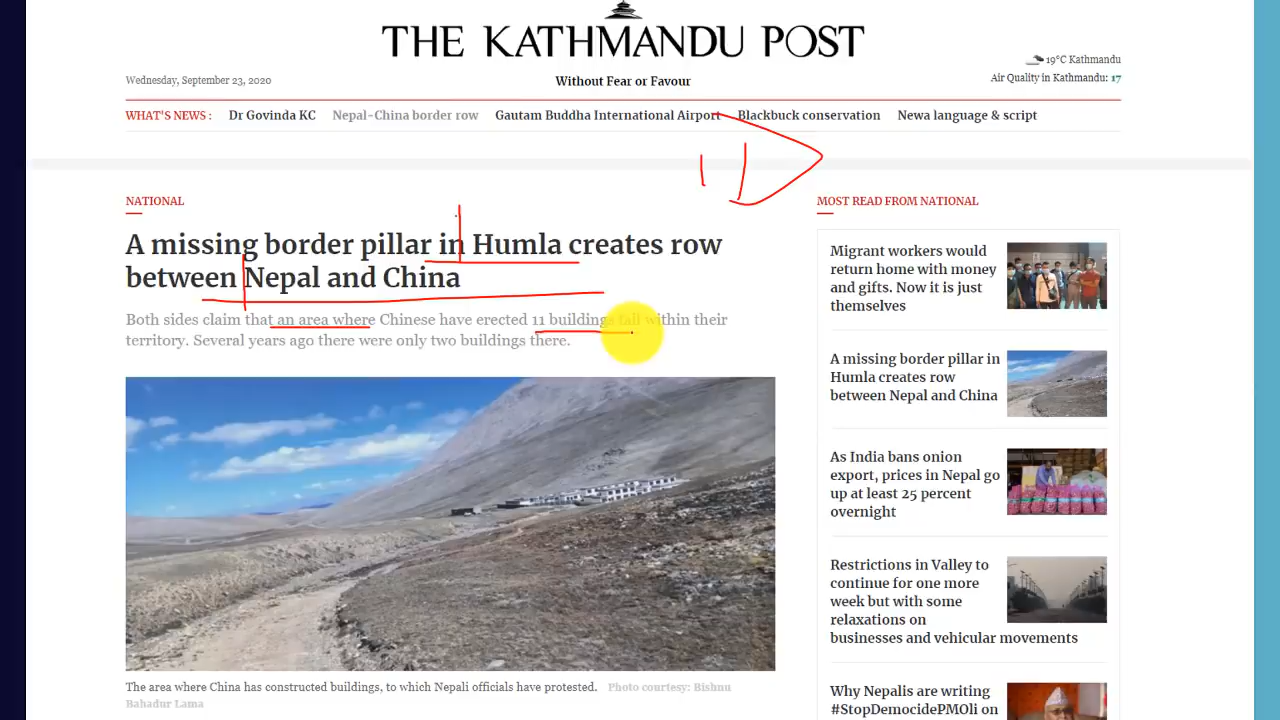 THE KATHMANDU POST
Wednesday, September 23, 2020
Without Fear or Favour
19°C Kathmandu
Air Quality in Kathmandu: 17
WHAT'S NEWS : Dr Govinda KC Nepal-China border row Gautam Buddha International Airport Blackbuck conservation Newa language & script
NATIONAL
A missing border pillar in Humla creates row
between Nepal and China
Both sides claim that an area where Chinese have erected 11 buildings fall within their
territory. Several years ago there were only two buildings there.
The area where China has constructed buildings, to which Nepali officials have protested. Photo courtesy: Bishnu
Bahadur Lama
MOST READ FROM NATIONAL
Migrant workers would
return home with money
and gifts. Now it is just
themselves
A missing border pillar in
Humla creates row
between Nepal and China
As India bans onion
export, prices in Nepal go
up at least 25 percent
overnight
Restrictions in Valley to
continue for one more
week but with some
relaxations on
businesses and vehicular movements
Why Nepalis are writing
#StopDemocidePMOli on